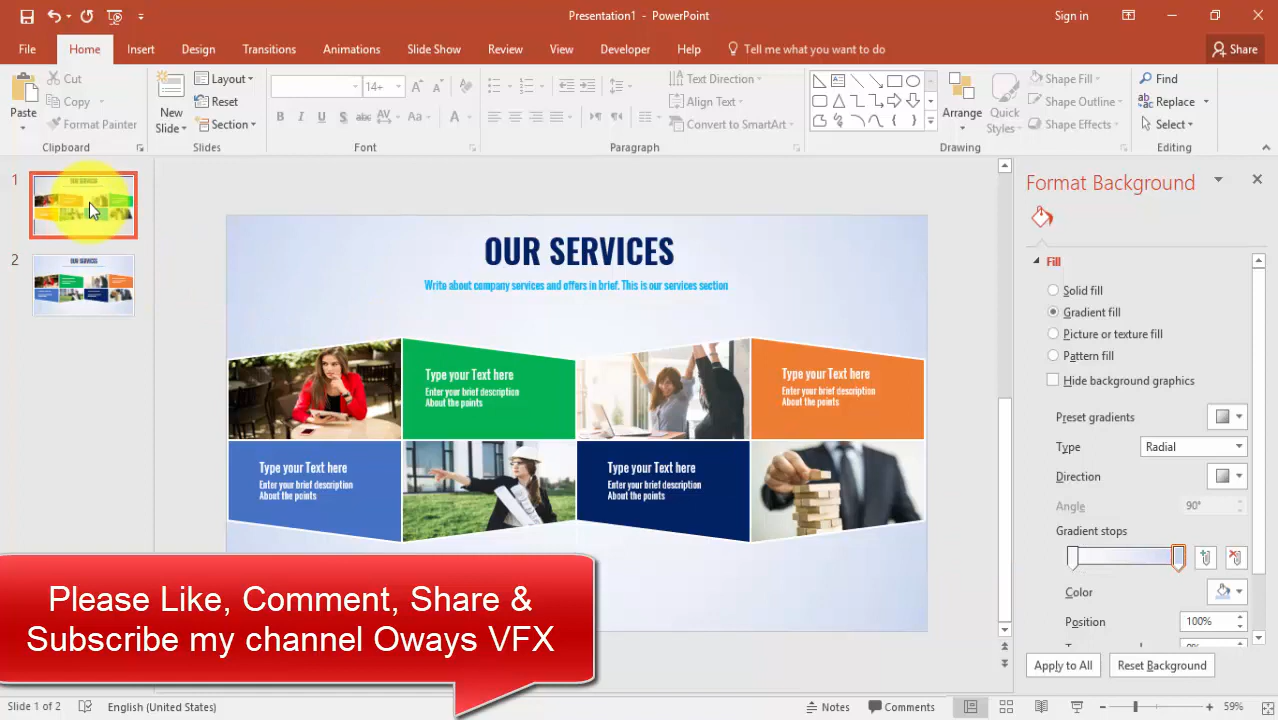 Presentation1 - PowerPoint
Sign in
File
Home
Insert
Design
Transitions
Animations
Slide Show
Review
View
Developer
Help
Tell me what you want to do
Share
Paste
Cut
Copy
Format Painter
Clipboard
New
Slide
Layout
Reset
Section
Slides
14+
B I U S abc AV Aa A
Font
Text Direction
Align Text
Convert to SmartArt
Paragraph
Arrange
Quick
Styles
Shape Fill
Shape Outline
Shape Effects
Drawing
Find
Replace
Select
Editing
1
2
OUR SERVICES
Write about company services and offers in brief. This is our services section
Type your Text here
Enter your brief description
About the points
Type your Text here
Enter your brief description
About the points
Type your Text here
Enter your brief description
About the points
Type your Text here
Enter your brief description
About the points
Format Background
Fill
Solid fill
Gradient fill
Picture or texture fill
Pattern fill
Hide background graphics
Preset gradients
Type
Radial
Direction
Angle
90°
Gradient stops
Color
Position
100%
Apply to All
Reset Background
Please Like, Comment, Share &
Subscribe my channel Oways VFX
Slide 1 of 2
English (United States)
Notes
Comments
59%